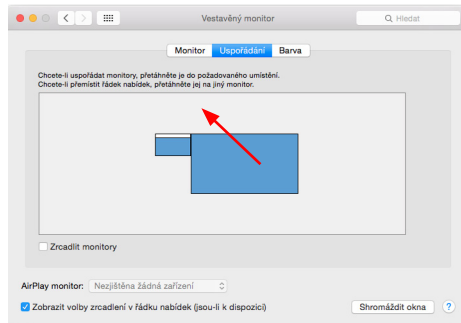 Vestavěný monitor
Hledat
Monitor Uspořádání Barva
Chcete-li uspořádat monitory, přetáhněte je do požadovaného umístění.
Chcete-li přemístit řádek nabídek, přetáhněte jej na jiný monitor.
Zrcadlit monitory
AirPlay monitor: Nezjištěna žádná zařízení
Zobrazit volby zrcadlení v řádku nabídek (jsou-li k dispozici)
Shromáždit okna ?